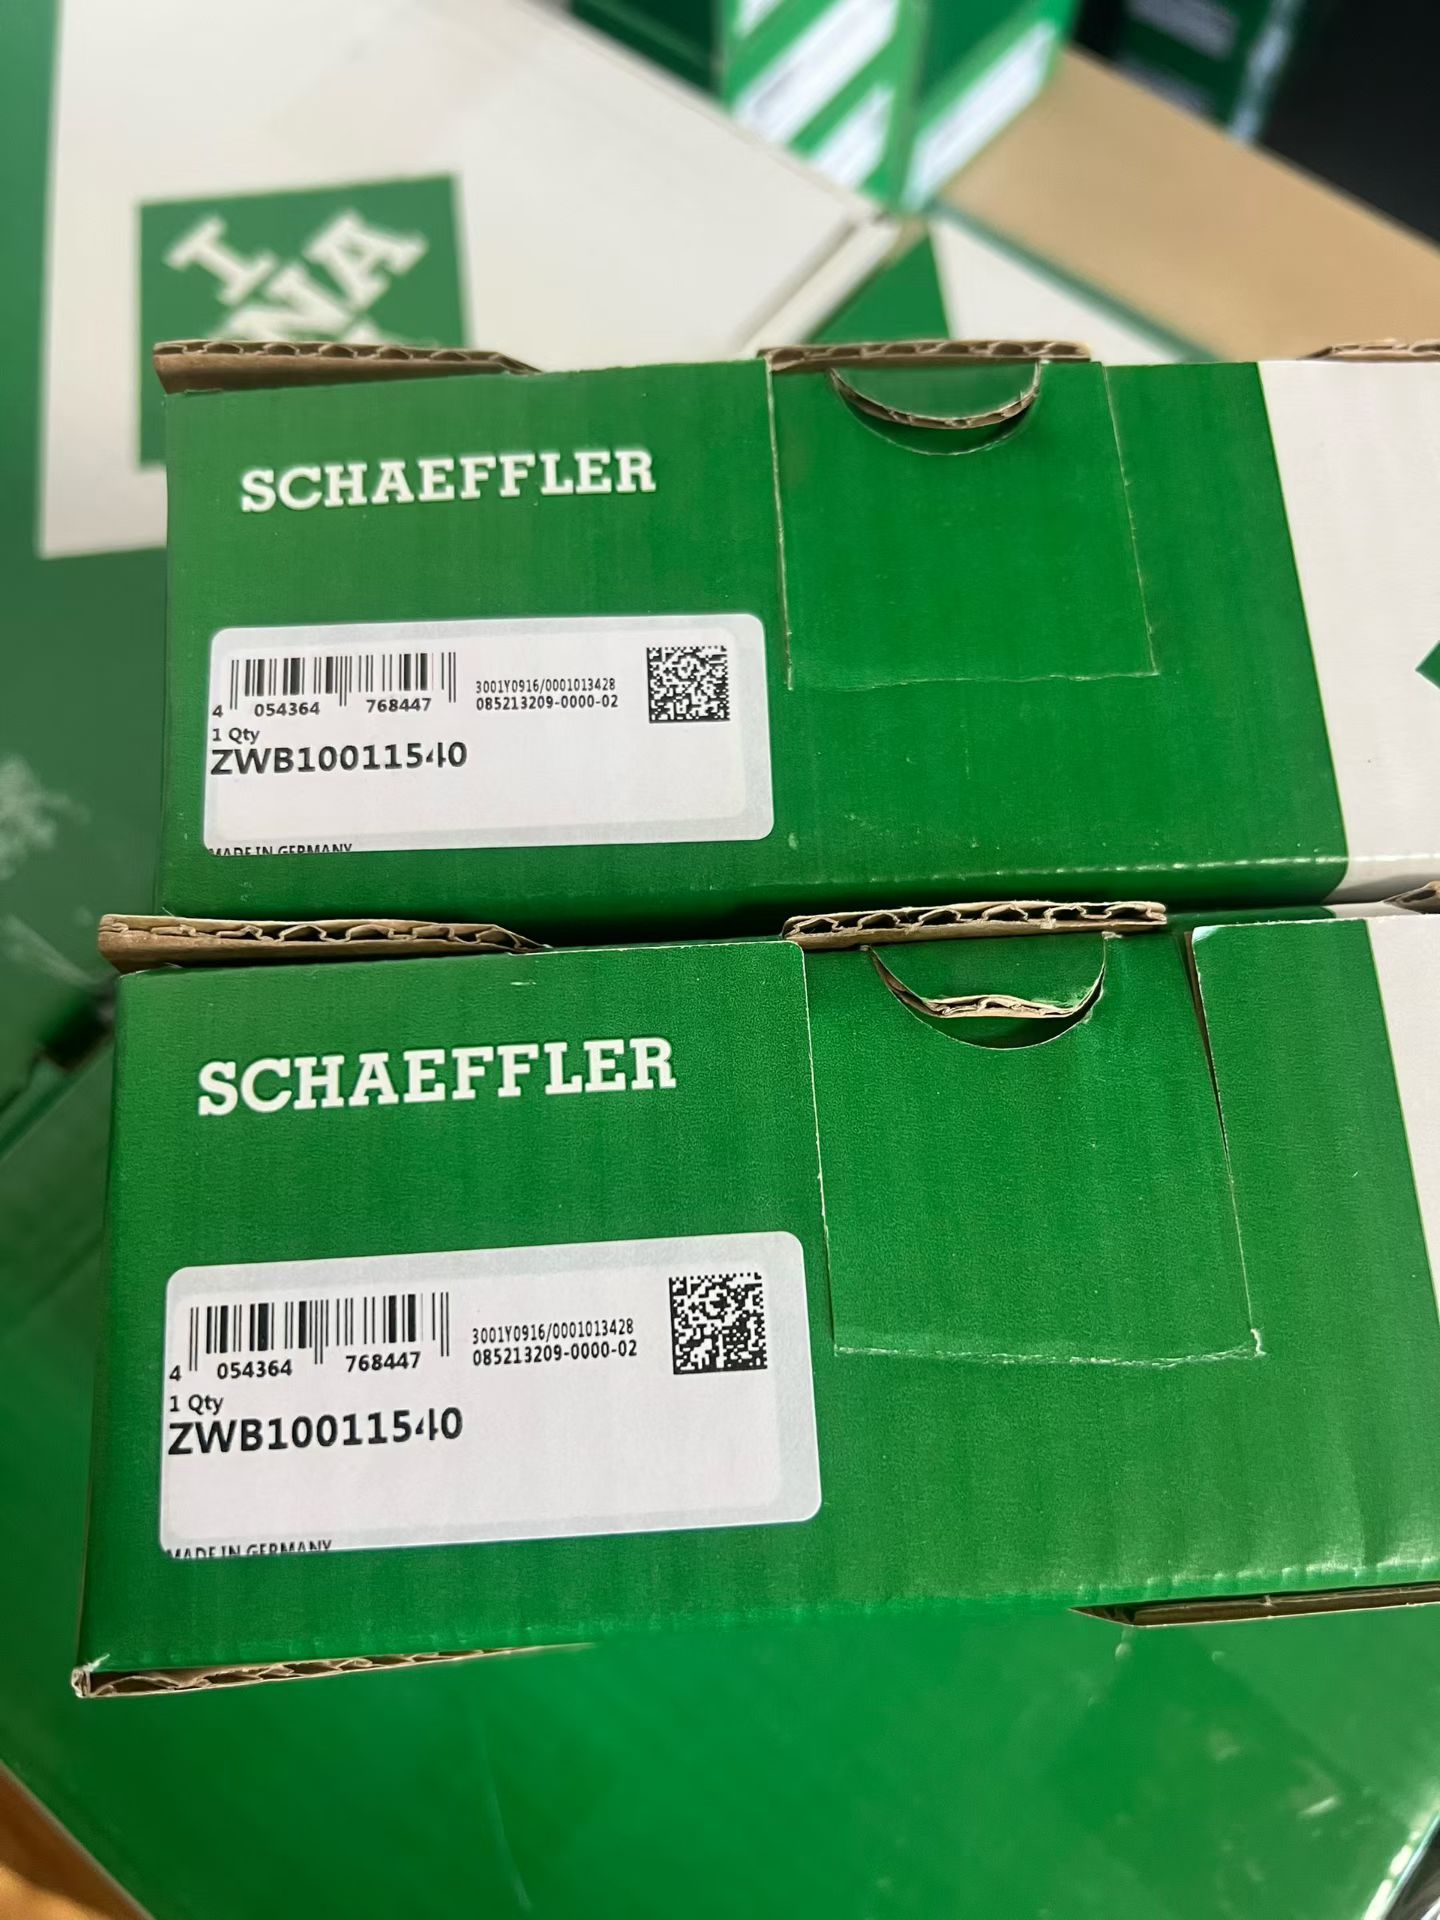 INA
SCHAEFFLER
4 054364 768447
3001Y0916/0001013428
085213209-0000-02
1 Qty
ZWB10011540
MADE IN GERMANY
SCHAEFFLER
4 054364 768447
3001Y0916/0001013428
085213209-0000-02
1 Qty
ZWB10011540
MADE IN GERMANY